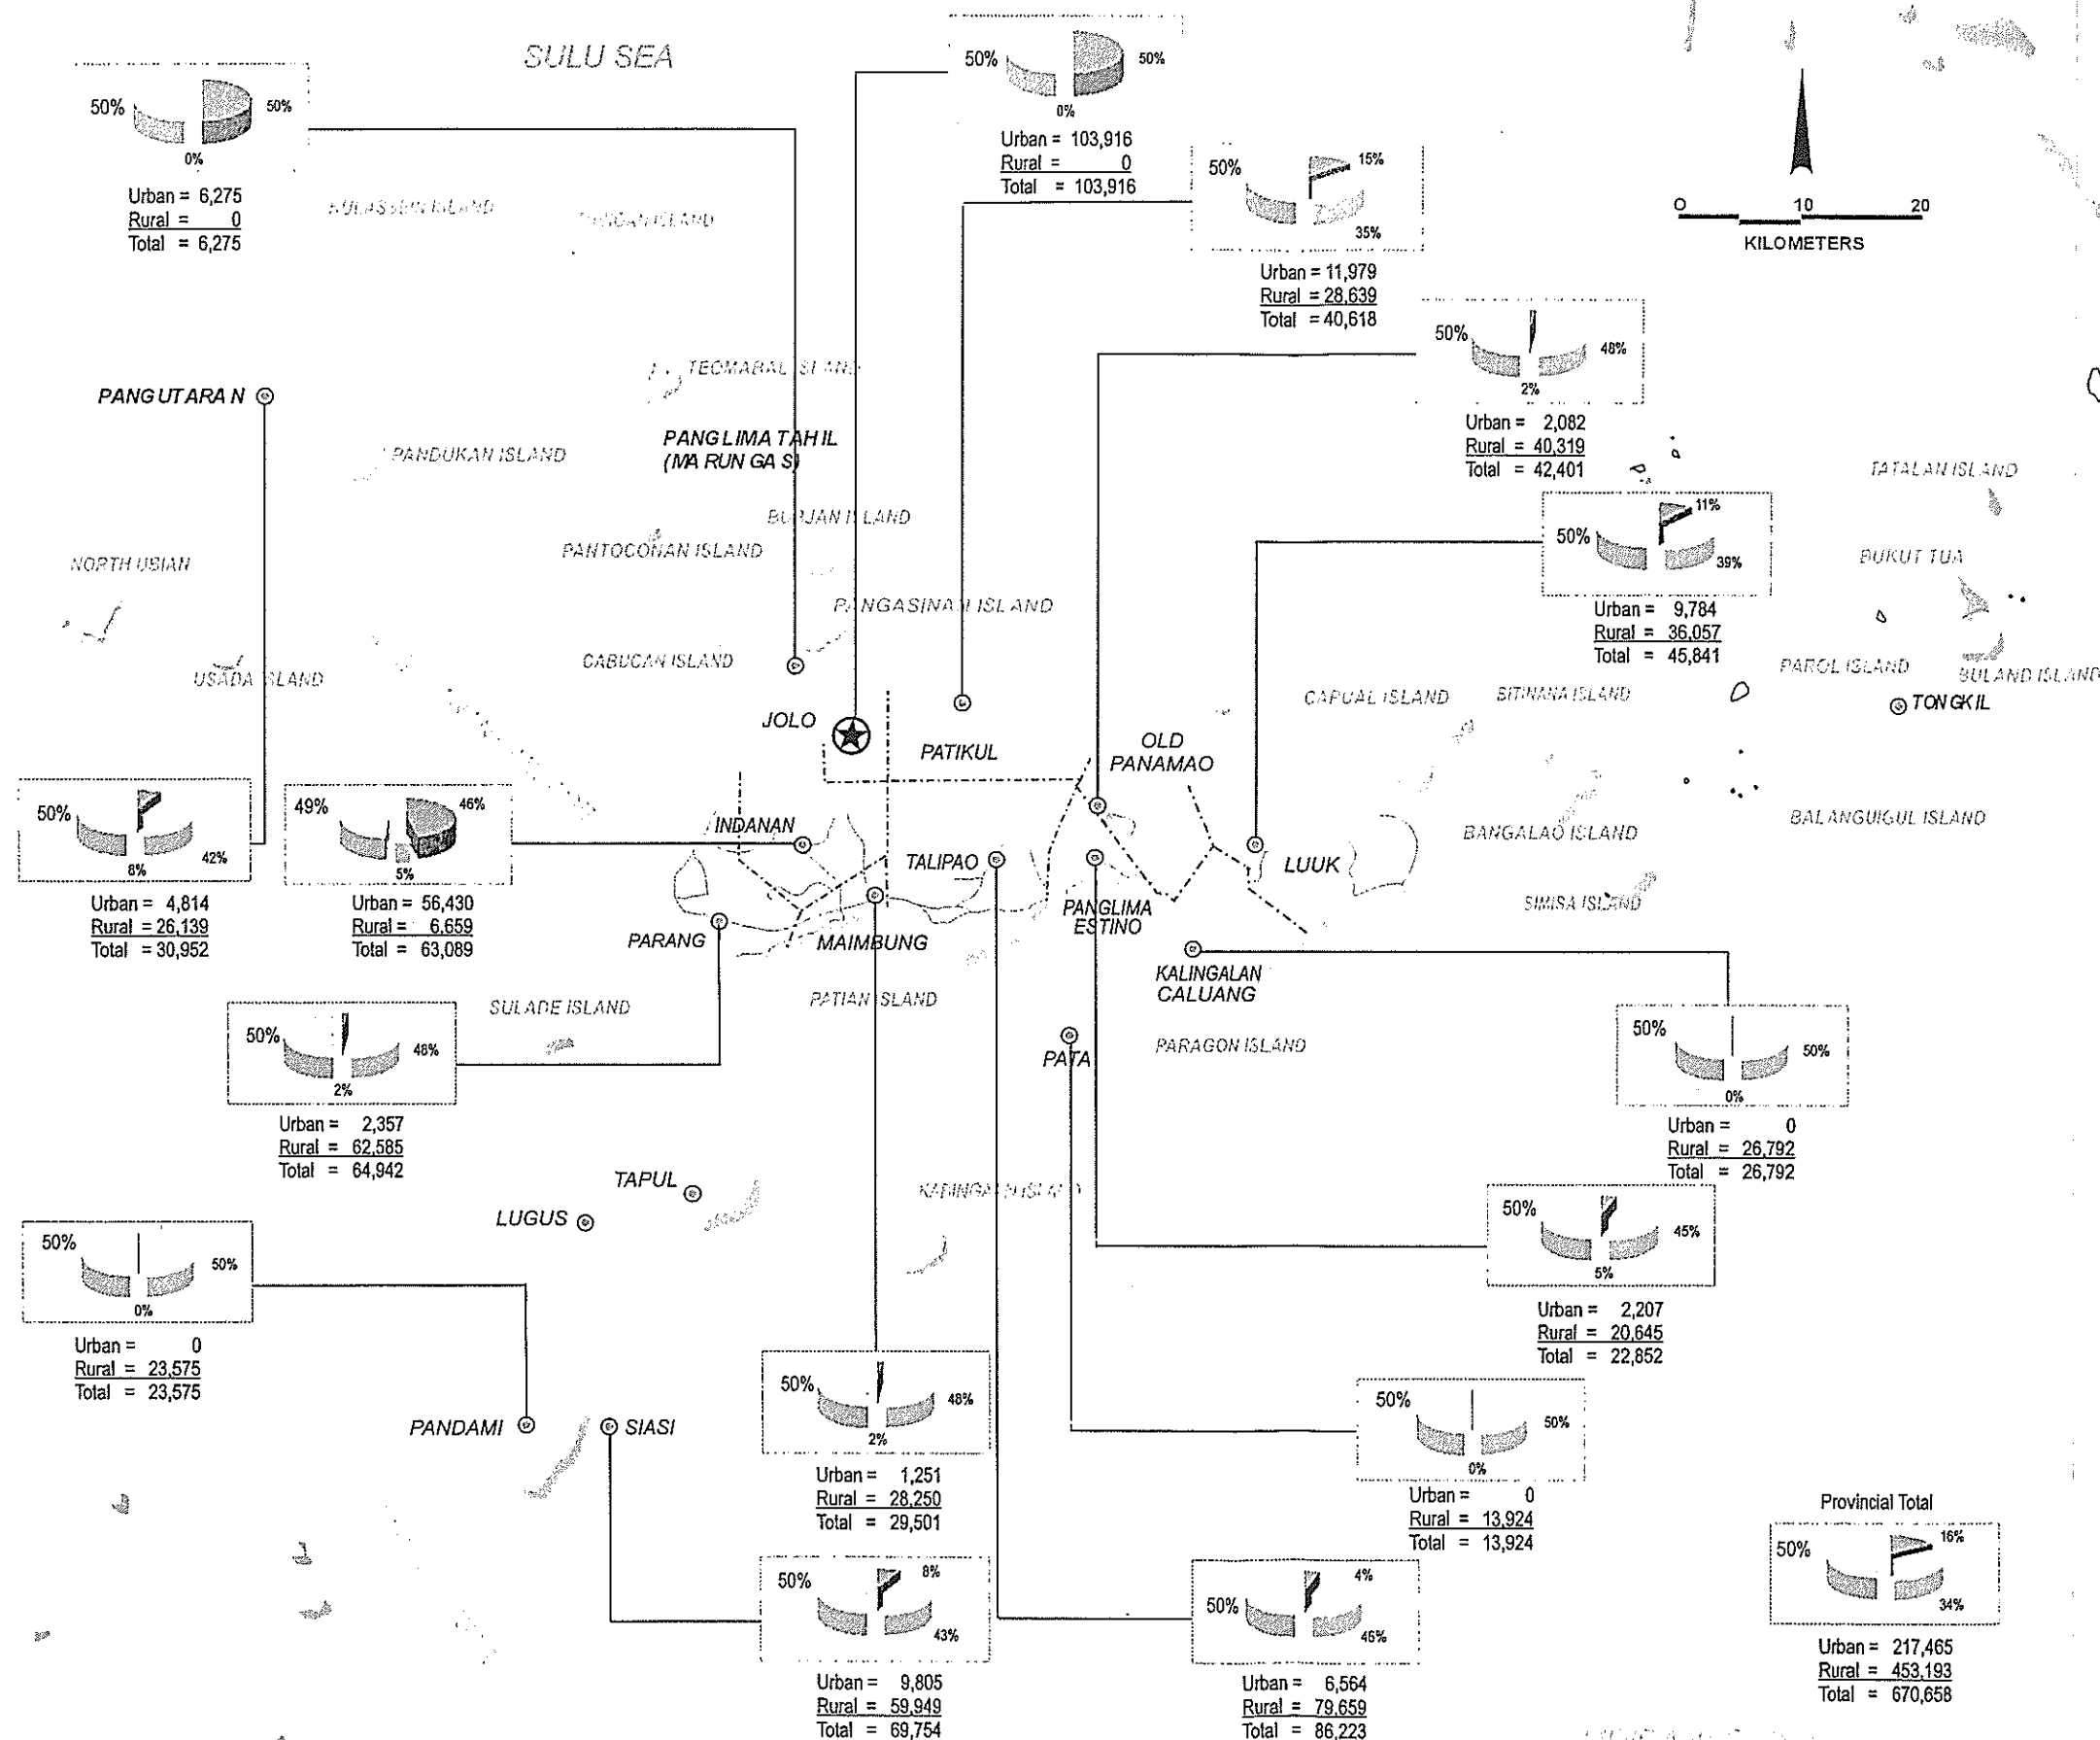 SULU SEA
50%
50%
0%
Urban = 6,275
Rural = 0
Total = 6,275
50%
50%
0%
Urban = 103,916
Rural = 0
Total = 103,916
50%
15%
35%
Urban = 11,979
Rural = 28,639
Total = 40,618
O 10 20
KILOMETERS
50%
48%
2%
Urban = 2,082
Rural = 40,319
Total = 42,401
PANGUTARAN
TEOMABAL ISLAND
PANDUKAN ISLAND
PANGLIMA TAHIL
(MARUNGAS)
TATALAN ISLAND
50%
11%
39%
Urban = 9,784
Rural = 36,057
Total = 45,841
ISLAND
PANTOCONAN ISLAND
NORTH UBIAN
BUKUT TUA
PANGASINAN ISLAND
CABUCAN ISLAND
USADA ISLAND
CAPUAL ISLAND
BITINANA ISLAND
PAROL ISLAND
BULAND ISLAND
TONGKIL
JOLO
PATIKUL
OLD
PANAMAO
50%
42%
8%
Urban = 4,814
Rural = 26,139
Total = 30,952
49%
46%
5%
Urban = 56,430
Rural = 6.659
Total = 63,089
INDANAN
TALIPAO
LUUK
BANGALAO ISLAND
BALANGUIGUL ISLAND
SIMISA ISLAND
PANGLIMA
ESTINO
PARANG
MAIMBUNG
KALINGALAN
CALUANG
SULADE ISLAND
PATIAN ISLAND
PATA
PARAGON ISLAND
50%
48%
2%
Urban = 2,357
Rural = 62,585
Total = 64,942
50%
50%
0%
Urban = 0
Rural = 26,792
Total = 26,792
TAPUL
LUGUS
50%
45%
5%
Urban = 2,207
Rural = 20,645
Total = 22,852
50%
50%
0%
Urban = 0
Rural = 23,575
Total = 23,575
PANDAMI
SIASI
50%
48%
2%
Urban = 1,251
Rural = 28,250
Total = 29,501
50%
50%
0%
Urban = 0
Rural = 13,924
Total = 13,924
50%
8%
43%
Urban = 9,805
Rural = 59,949
Total = 69,754
50%
4%
46%
Urban = 6,564
Rural = 79,659
Total = 86,223
Provincial Total
50%
16%
34%
Urban = 217,465
Rural = 453,193
Total = 670,658